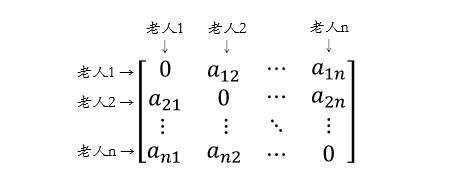 老人1 老人2 老人n
↓ ↓ ↓
老人1 → 0 a₁₂ ⋯ a₁ₙ
老人2 → a₂₁ 0 ⋯ a₂ₙ
⋮ ⋮ ⋱ ⋮
老人n → aₙ₁ aₙ₂ ⋯ 0